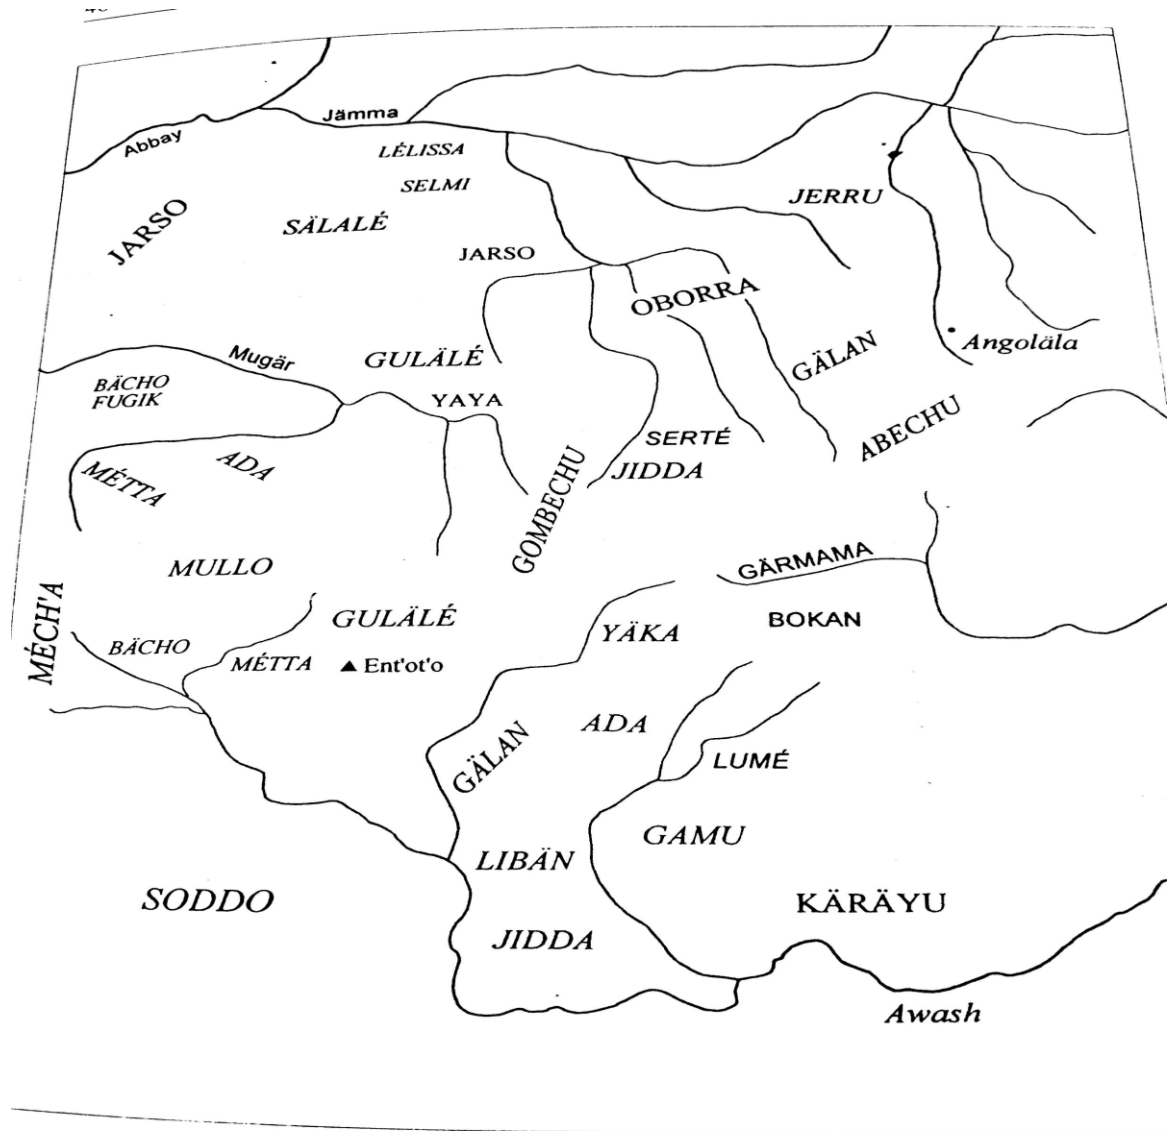 Jämma
Abbay
LÉLISSA
SELMI
JERRU
JARSO
SÄLALÉ
JARSO
OBORRA
Mugär
GULÄLÉ
GÄLAN
Angoläla
BÄCHO
FUGIK
YAYA
ABECHU
SERTÉ
JIDDA
ADA
MÉTTA
GOMBECHU
MULLO
GÄRMAMA
MÉCH'A
GULÄLÉ
YÄKA
BOKAN
BÄCHO
MÉTTA
Ent'ot'o
ADA
GÄLAN
LUMÉ
GAMU
LIBÄN
SODDO
KÄRÄYU
JIDDA
Awash